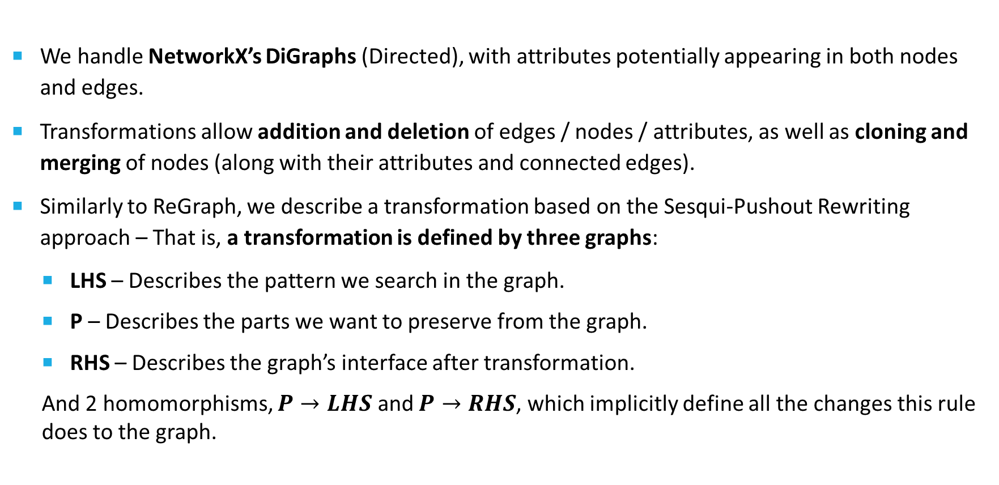 We handle NetworkX’s DiGraphs (Directed), with attributes potentially appearing in both nodes
and edges.
Transformations allow addition and deletion of edges / nodes / attributes, as well as cloning and
merging of nodes (along with their attributes and connected edges).
Similarly to ReGraph, we describe a transformation based on the Sesqui-Pushout Rewriting
approach – That is, a transformation is defined by three graphs:
LHS – Describes the pattern we search in the graph.
P – Describes the parts we want to preserve from the graph.
RHS – Describes the graph’s interface after transformation.
And 2 homomorphisms, P → LHS and P → RHS, which implicitly define all the changes this rule
does to the graph.